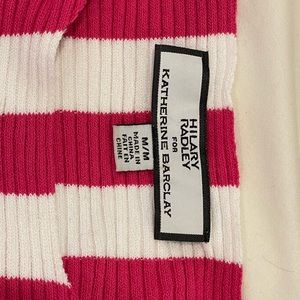 HILARY
RADLEY
FOR
KATHERINE BARCLAY
M/M
MADE IN
CHINA
FAIT EN
CHINE